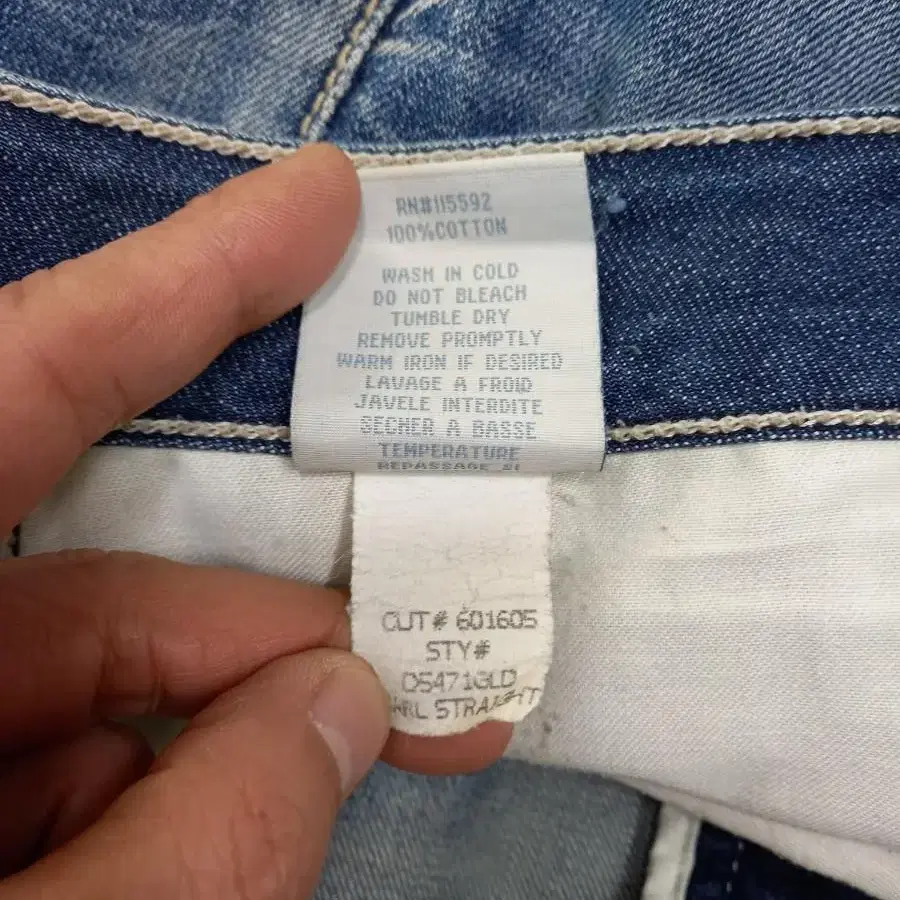 RN#115592
100%COTTON
WASH IN COLD
DO NOT BLEACH
TUMBLE DRY
REMOVE PROMPTLY
WARM IRON IF DESIRED
LAVAGE A FROID
JAVELE INTERDITE
SECHER A BASSE
TEMPERATURE
REPASSAGE
CUT# 601605
STY#
STRAIGHT